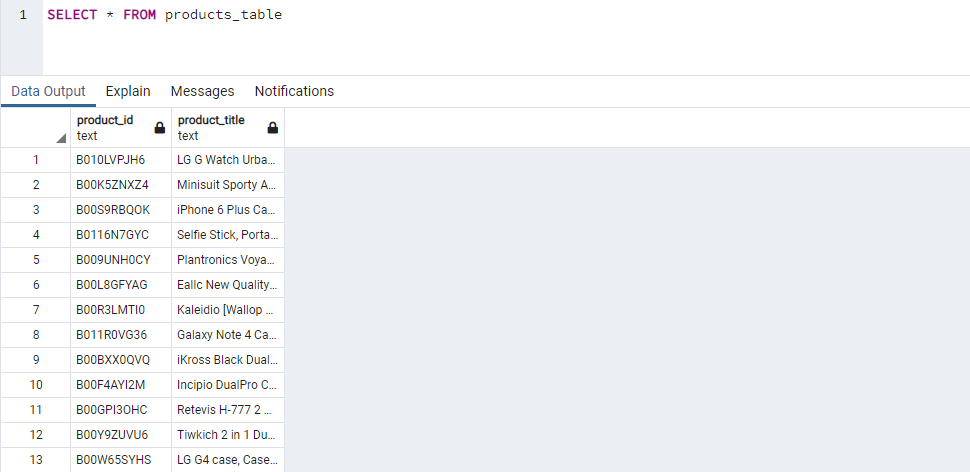 1 SELECT * FROM products_table
Data Output Explain Messages Notifications
product_id product_title
text text
1 B010LVPJH6 LG G Watch Urba...
2 B00K5ZNXZ4 Minisuit Sporty A...
3 B00S9RBQOK iPhone 6 Plus Ca...
4 B0116N7GYC Selfie Stick, Porta...
5 B009UNH0CY Plantronics Voya...
6 B00L8GFYAG Eallc New Quality...
7 B00R3LMTI0 Kaleidio [Wallop ...
8 B011R0VG36 Galaxy Note 4 Ca...
9 B00BXX0QVQ iKross Black Dual...
10 B00F4AYI2M Incipio DualPro C...
11 B00GPI3OHC Retevis H-777 2 ...
12 B00Y9ZUVU6 Tiwkich 2 in 1 Du...
13 B00W65SYHS LG G4 case, Case...